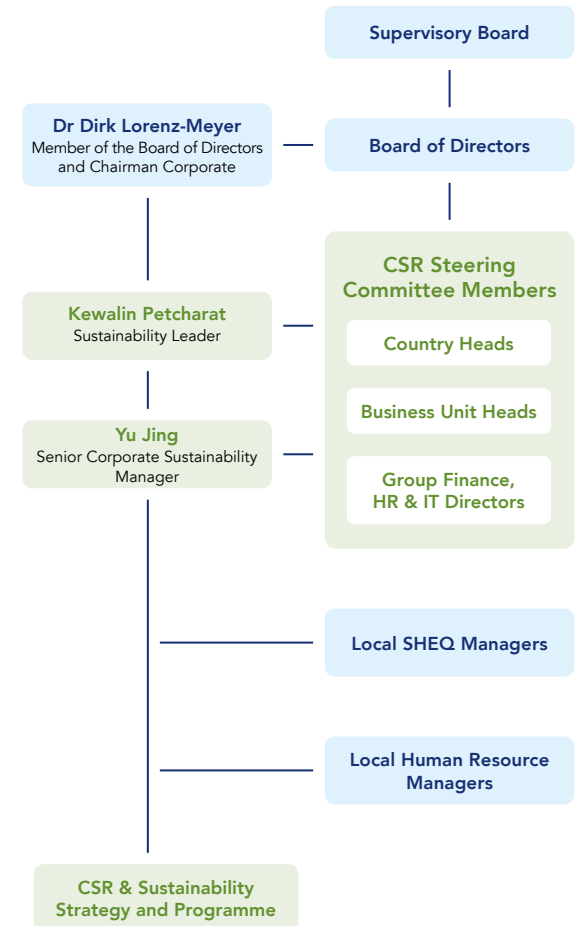 Supervisory Board
Dr Dirk Lorenz-Meyer
Member of the Board of Directors
and Chairman Corporate
Board of Directors
CSR Steering
Committee Members
Kewalin Petcharat
Sustainability Leader
Country Heads
Business Unit Heads
Yu Jing
Senior Corporate Sustainability
Manager
Group Finance,
HR & IT Directors
Local SHEQ Managers
Local Human Resource
Managers
CSR & Sustainability
Strategy and Programme